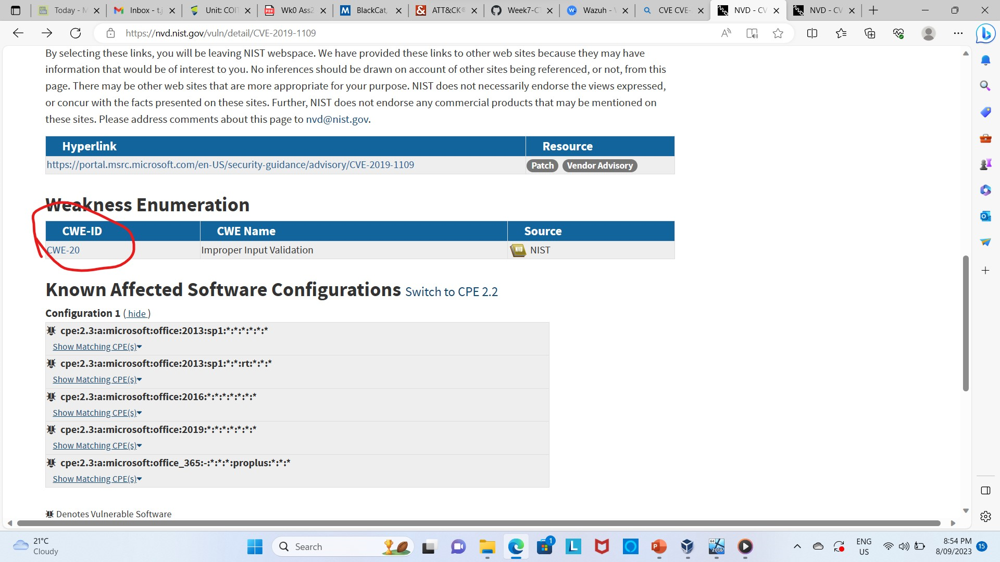 Today - M
Inbox - t.j
Unit: COI
Wk0 Ass2
BlackCat,
ATT&CK®
Week7-C
Wazuh -
CVE CVE-
NVD - CV
NVD - CV
https://nvd.nist.gov/vuln/detail/CVE-2019-1109
By selecting these links, you will be leaving NIST webspace. We have provided these links to other web sites because they may have
information that would be of interest to you. No inferences should be drawn on account of other sites being referenced, or not, from this
page. There may be other web sites that are more appropriate for your purpose. NIST does not necessarily endorse the views expressed,
or concur with the facts presented on these sites. Further, NIST does not endorse any commercial products that may be mentioned on
these sites. Please address comments about this page to nvd@nist.gov.
Hyperlink Resource
https://portal.msrc.microsoft.com/en-US/security-guidance/advisory/CVE-2019-1109 Patch Vendor Advisory
Weakness Enumeration
CWE-ID CWE Name Source
CWE-20 Improper Input Validation NIST
Known Affected Software Configurations Switch to CPE 2.2
Configuration 1 ( hide )
cpe:2.3:a:microsoft:office:2013:sp1:*:*:*:*:*:*
Show Matching CPE(s)
cpe:2.3:a:microsoft:office:2013:sp1:*:*:rt:*:*:*
Show Matching CPE(s)
cpe:2.3:a:microsoft:office:2016:*:*:*:*:*:*:*
Show Matching CPE(s)
cpe:2.3:a:microsoft:office:2019:*:*:*:*:*:*:*
Show Matching CPE(s)
cpe:2.3:a:microsoft:office_365:-:*:*:*:proplus:*:*:*
Show Matching CPE(s)
Denotes Vulnerable Software
21°C
Cloudy
Search
1
2016
ENG
US
8:54 PM
8/09/2023
15